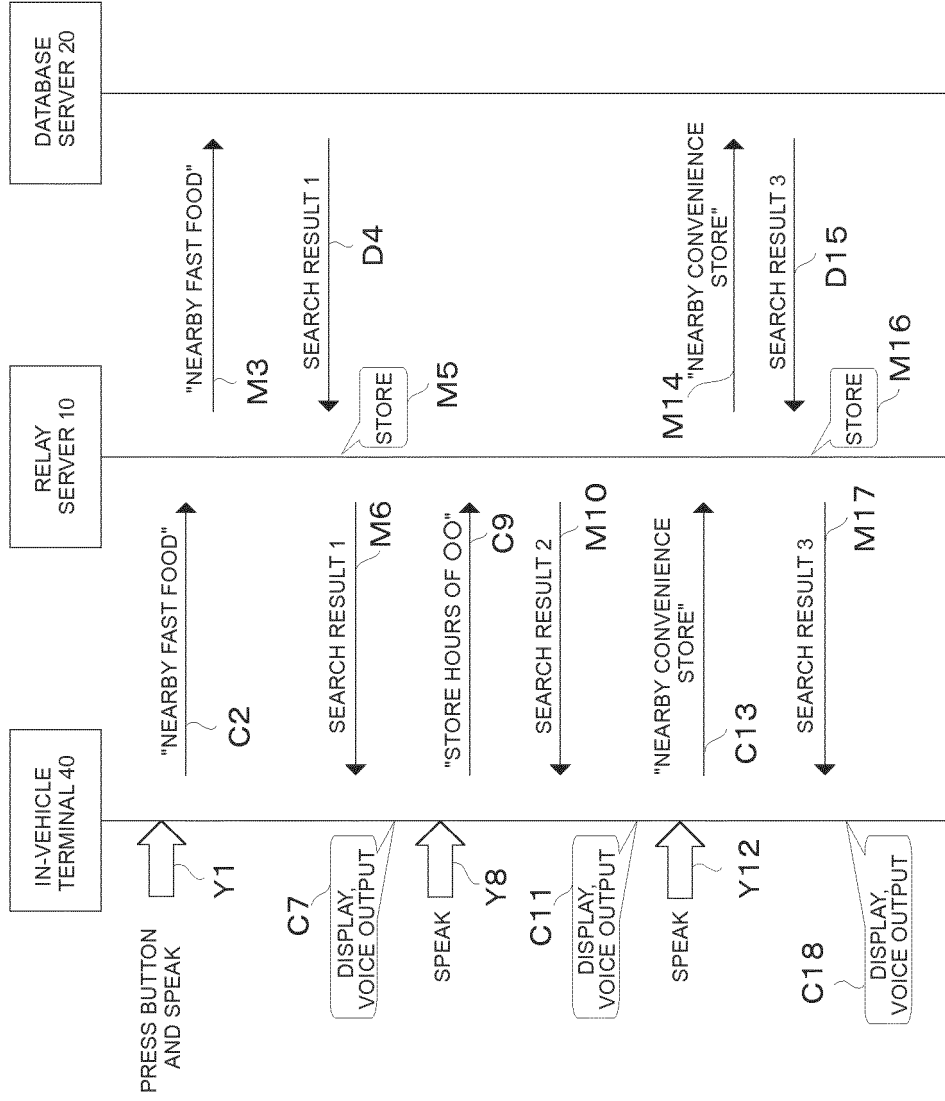 IN-VEHICLE
TERMINAL 40
RELAY
SERVER 10
DATABASE
SERVER 20
PRESS BUTTON
AND SPEAK
Y1
"NEARBY FAST FOOD"
C2
"NEARBY FAST FOOD"
M3
SEARCH RESULT 1
D4
STORE
M5
SEARCH RESULT 1
M6
C7
DISPLAY,
VOICE OUTPUT
SPEAK
Y8
"STORE HOURS OF OO"
C9
SEARCH RESULT 2
M10
C11
DISPLAY,
VOICE OUTPUT
SPEAK
Y12
"NEARBY CONVENIENCE
STORE"
C13
"NEARBY CONVENIENCE
STORE"
M14
SEARCH RESULT 3
D15
STORE
M16
SEARCH RESULT 3
M17
C18
DISPLAY,
VOICE OUTPUT